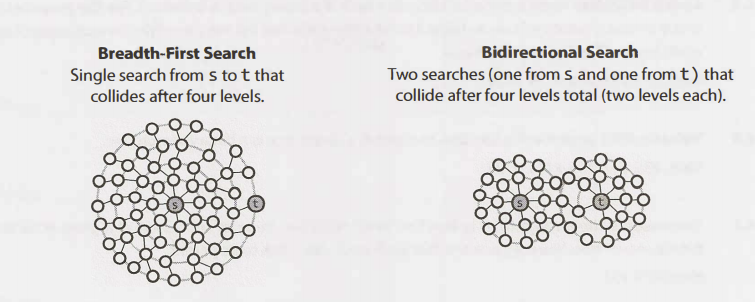 Breadth-First Search
Single search from s to t that
collides after four levels.
s
t
Bidirectional Search
Two searches (one from s and one from t) that
collide after four levels total (two levels each).
s
t